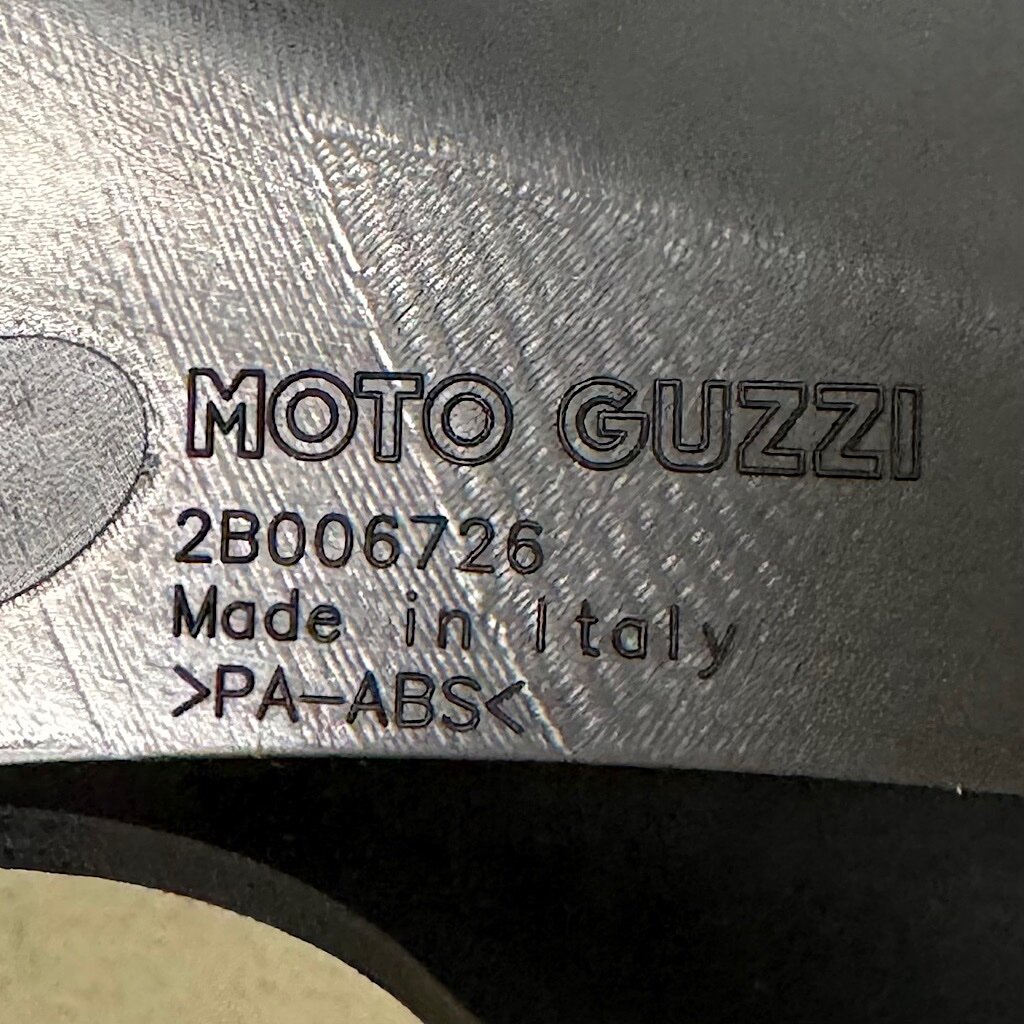 MOTO GUZZI
2B006726
Made in Italy
>PA-ABS<